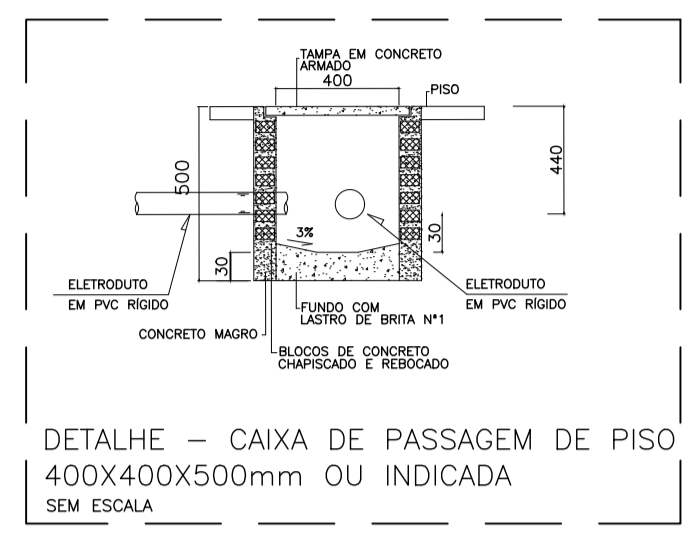 TAMPA EM CONCRETO
ARMADO
400
PISO
500
440
3%
30
30
ELETRODUTO
EM PVC RÍGIDO
ELETRODUTO
EM PVC RÍGIDO
FUNDO COM
LASTRO DE BRITA N°1
CONCRETO MAGRO
BLOCOS DE CONCRETO
CHAPISCADO E REBOCADO
DETALHE – CAIXA DE PASSAGEM DE PISO
400X400X500mm OU INDICADA
SEM ESCALA